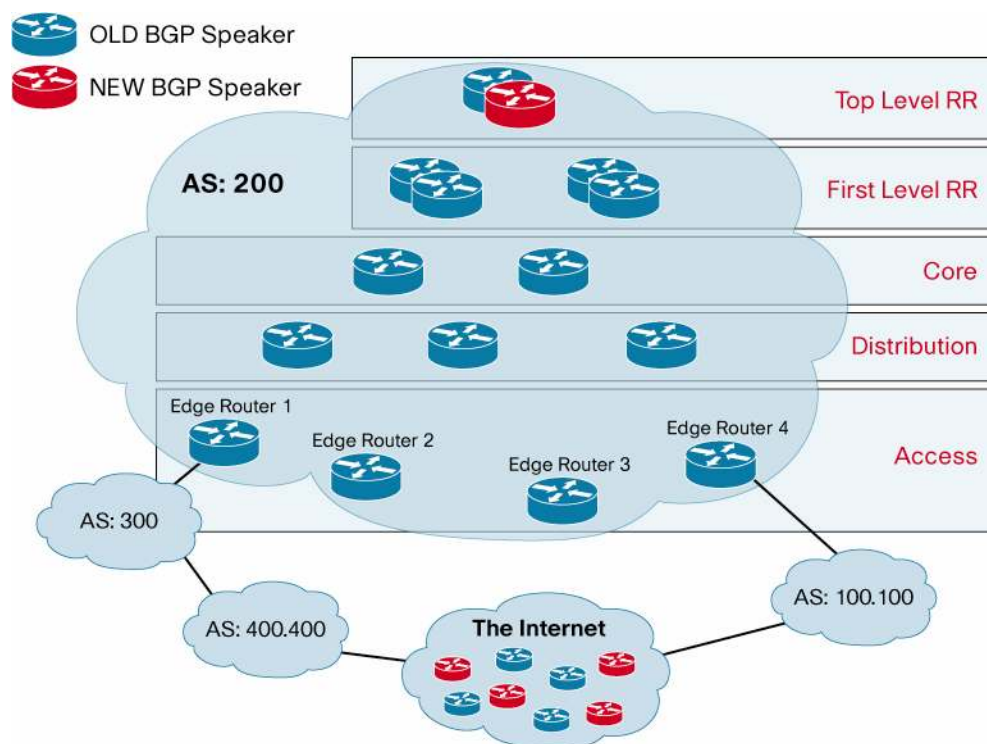 OLD BGP Speaker
NEW BGP Speaker
Top Level RR
AS: 200
First Level RR
Core
Distribution
Edge Router 1
Edge Router 2
Edge Router 3
Edge Router 4
Access
AS: 300
AS: 400.400
The Internet
AS: 100.100